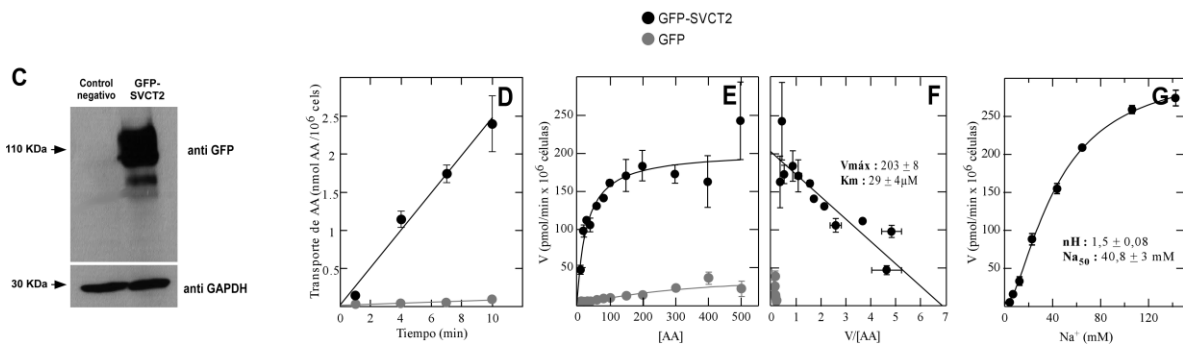 GFP-SVCT2
GFP
C
Control negativo
GFP-SVCT2
110 KDa
anti GFP
30 KDa
anti GAPDH
D
Transporte de AA (nmol AA/10⁶ cels)
2.5
2
1.5
1
0.5
0
0 2 4 6 8 10
Tiempo (min)
E
V (pmol/min x 10⁶ células)
250
200
150
100
50
0
0 100 200 300 400 500
[AA]
F
Vmáx : 203 ± 8
Km : 29 ± 4µM
0 1 2 3 4 5 6 7
V/[AA]
G
V (pmol/min x 10⁶ células)
250
200
150
100
50
0
nH : 1,5 ± 0,08
Na₅₀ : 40,8 ± 3 mM
0 40 80 120
Na⁺ (mM)